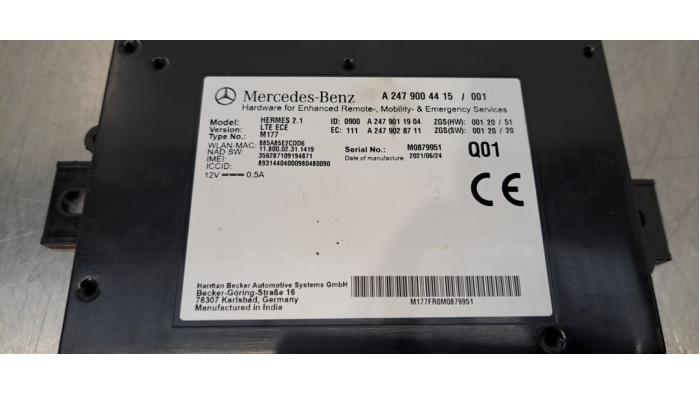 Mercedes-Benz A 247 900 44 15 / 001
Hardware for Enhanced Remote-, Mobility- & Emergency Services
Model: HERMES 2.1 ID: 0900 A 247 901 19 04 ZGS(HW): 001 20 / 51
Version: LTE ECE EC: 111 A 247 902 87 11 ZGS(SW): 001 20 / 20
Type No.: M177
WLAN-MAC: 885A85E2CDD6 Serial No.: M0879951 Q01
NAD SW: 11.800.02.31.1419
IMEI: 356287109194871 Date of manufacture: 2021/06/24
ICCID: 89314404000980480090
12V 0.5A
CE
Harman Becker Automotive Systems GmbH
Becker-Göring-Straße 16
76307 Karlsbad, Germany
Manufactured in India
M177FR0M0879951